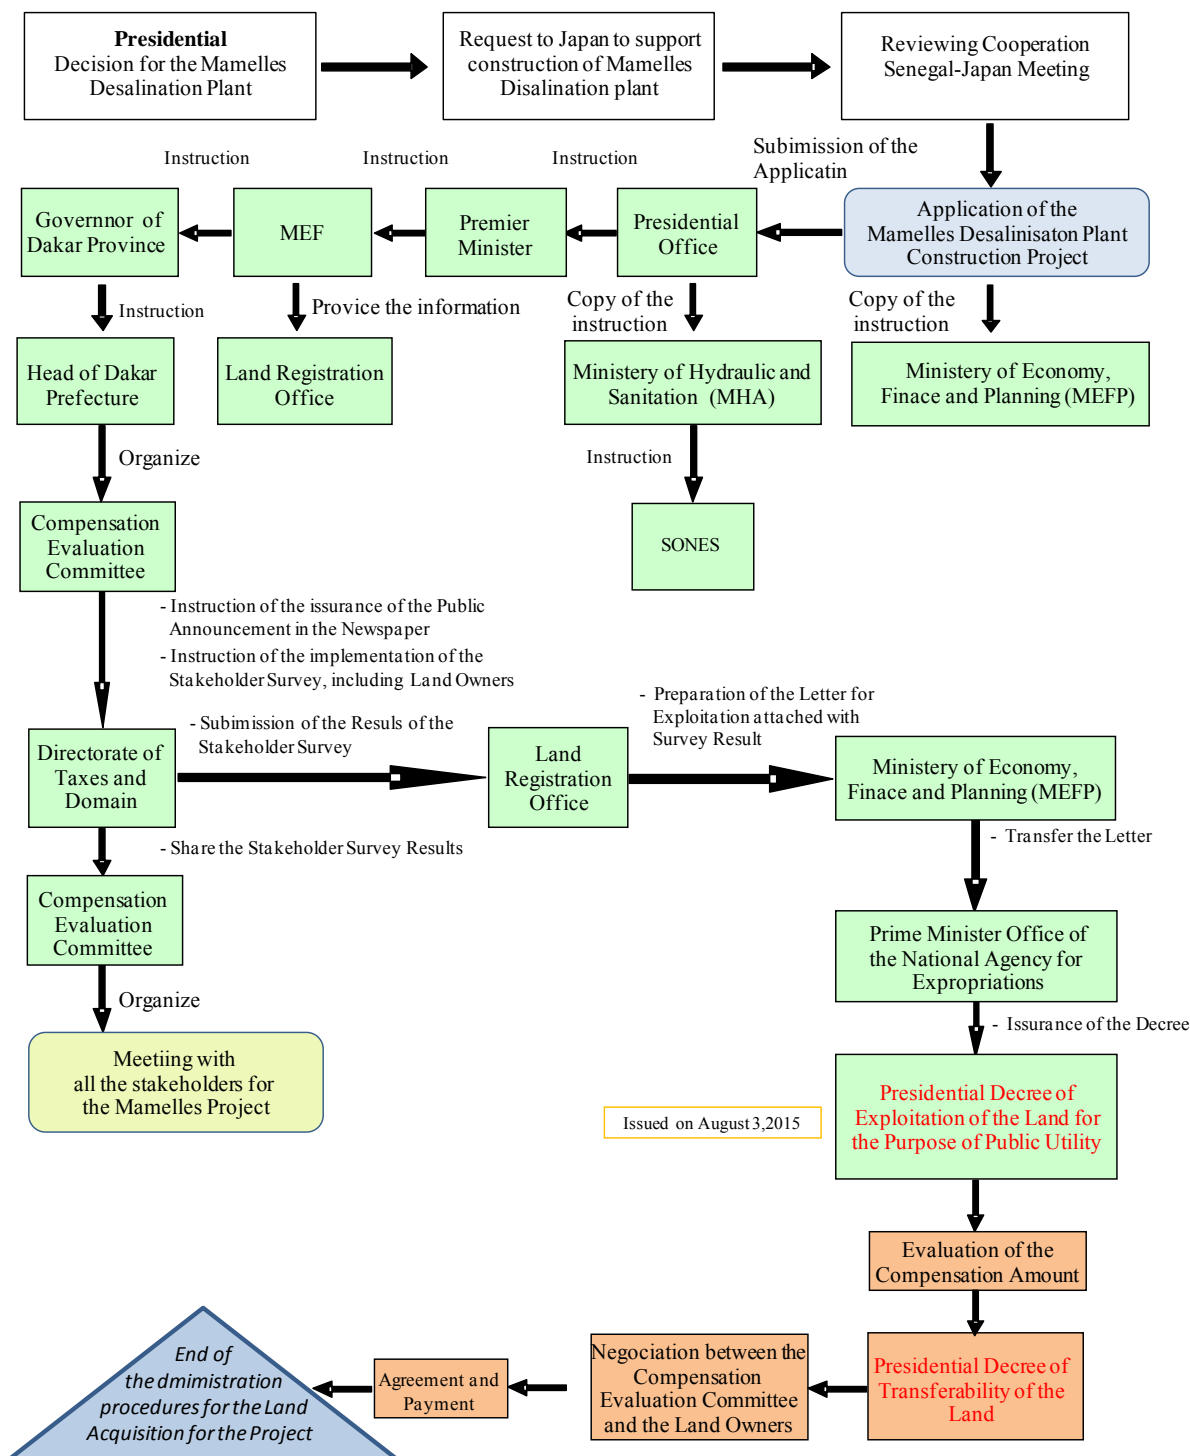 Presidential
Decision for the Mamelles
Desalination Plant
Request to Japan to support
construction of Mamelles
Disalination plant
Reviewing Cooperation
Senegal-Japan Meeting
Subimission of the
Applicatin
Instruction
Instruction
Instruction
Governnor of
Dakar Province
MEF
Premier
Minister
Presidential
Office
Application of the
Mamelles Desalinisaton Plant
Construction Project
Instruction
Provice the information
Copy of the
instruction
Copy of the
instruction
Head of Dakar
Prefecture
Land Registration
Office
Ministery of Hydraulic and
Sanitation (MHA)
Ministery of Economy,
Finace and Planning (MEFP)
Organize
Instruction
Compensation
Evaluation
Committee
SONES
- Instruction of the issurance of the Public
Announcement in the Newspaper
- Instruction of the implementation of the
Stakeholder Survey, including Land Owners
- Subimission of the Resuls of the
Stakeholder Survey
- Preparation of the Letter for
Exploitation attached with
Survey Result
Directorate of
Taxes and
Domain
Land
Registration
Office
Ministery of Economy,
Finace and Planning (MEFP)
- Share the Stakeholder Survey Results
- Transfer the Letter
Compensation
Evaluation
Committee
Prime Minister Office of
the National Agency for
Expropriations
Organize
- Issurance of the Decree
Meetiing with
all the stakeholders for
the Mamelles Project
Issued on August 3,2015
Presidential Decree of
Exploitation of the Land for
the Purpose of Public Utility
Evaluation of the
Compensation Amount
Presidential Decree of
Transferability of the
Land
Negociation between the
Compensation
Evaluation Committee
and the Land Owners
Agreement and
Payment
End of
the dmimistration
procedures for the Land
Acquisition for the Project